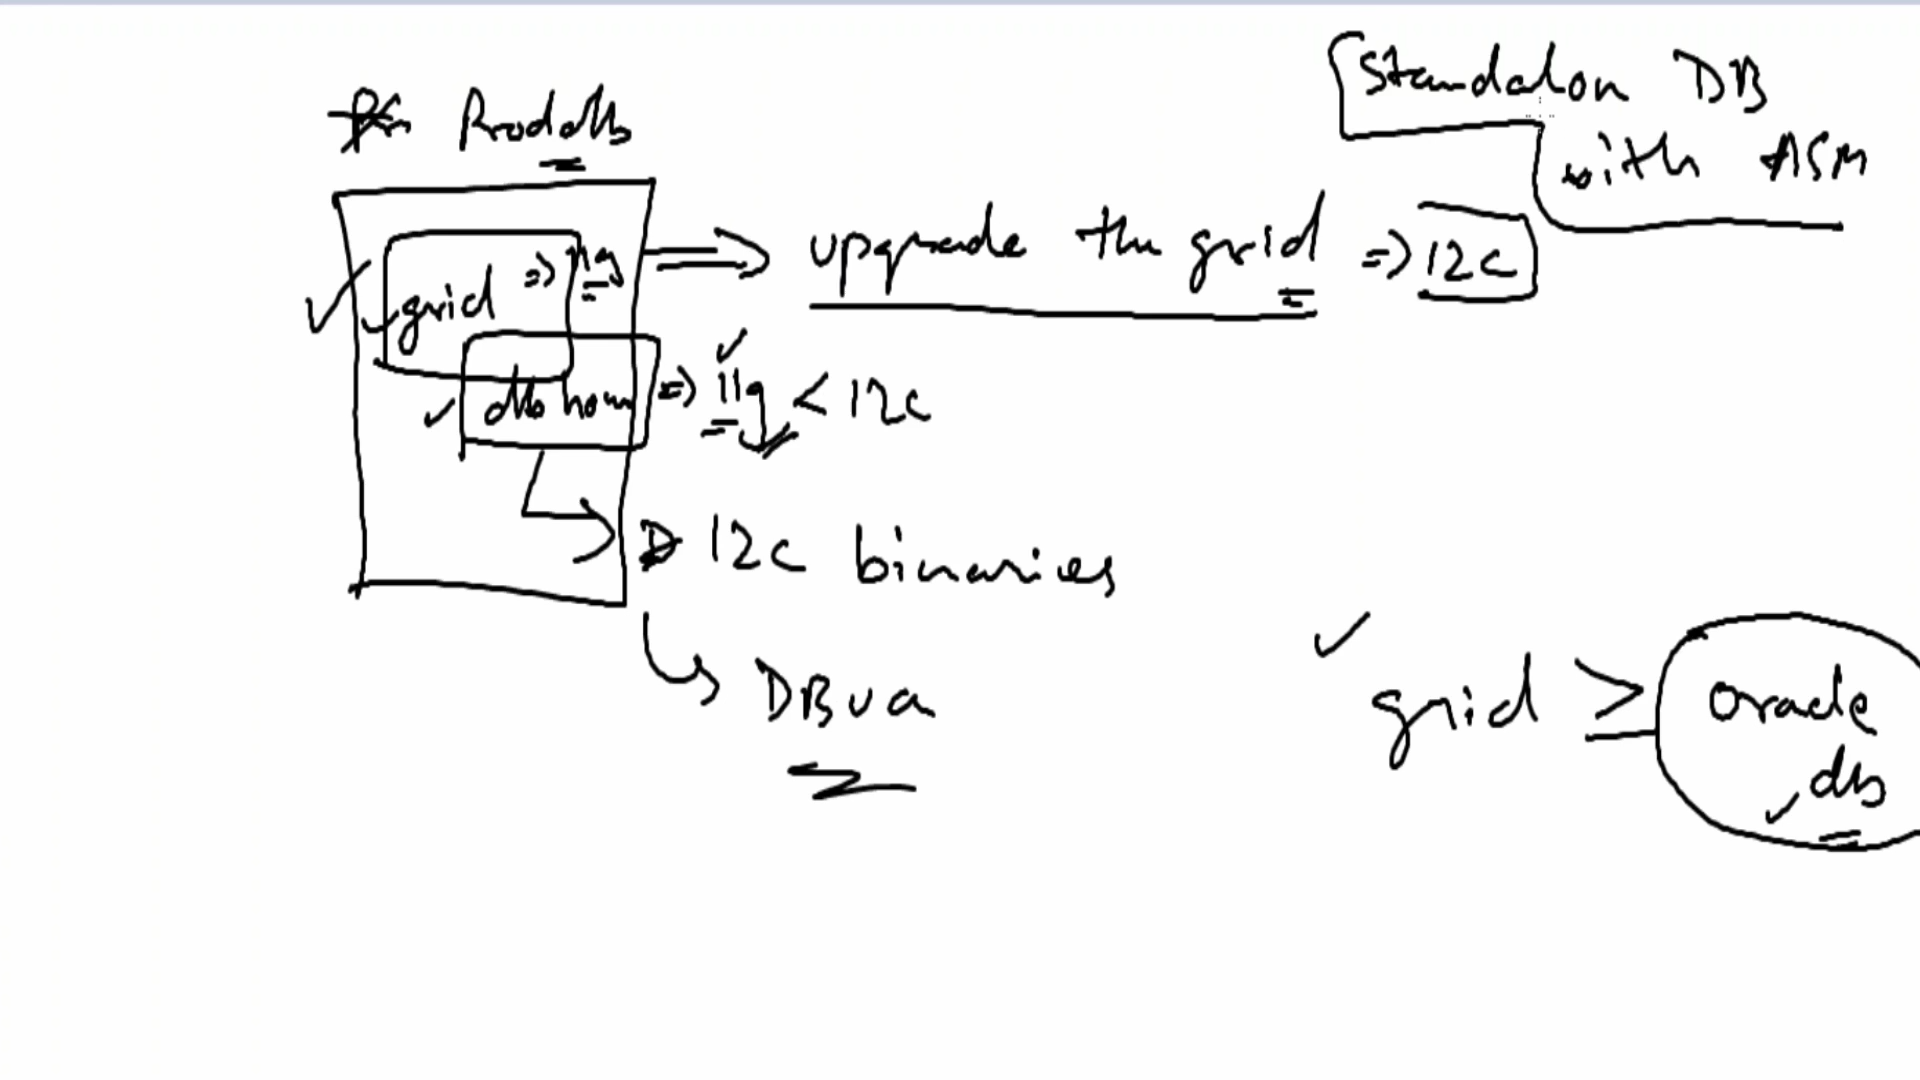 Standalon DB
with ASM
Proddb
grid => 11g
upgrade the grid => 12c
db hom => 11g < 12c
12c binaries
DBua
grid ≥ oracle
db